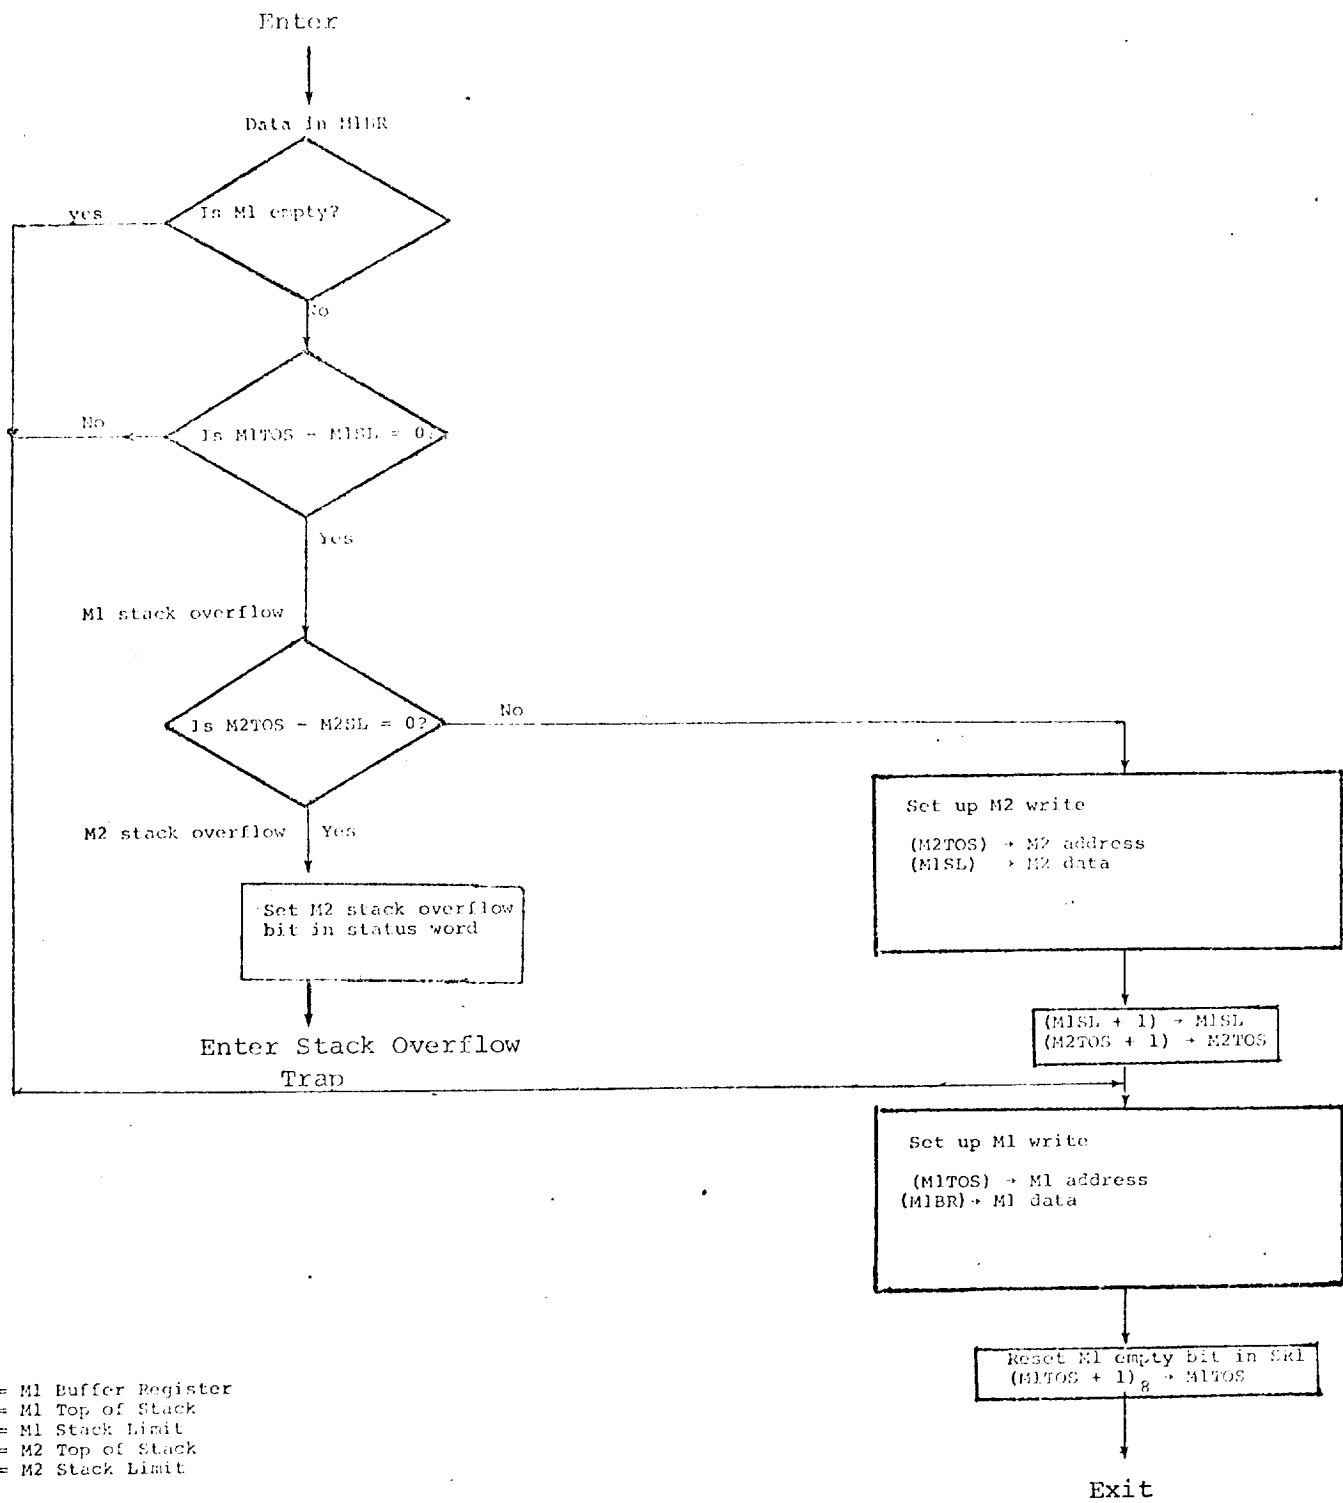 Enter
Data in M1BR
Is M1 empty?
yes
No
Is M1TOS - M1SL = 0?
No
Yes
M1 stack overflow
Is M2TOS - M2SL = 0?
No
M2 stack overflow
Yes
Set M2 stack overflow
bit in status word
Enter Stack Overflow
Trap
Set up M2 write
(M2TOS) → M2 address
(M1SL) → M2 data
(M1SL + 1) → M1SL
(M2TOS + 1) → M2TOS
Set up M1 write
(M1TOS) → M1 address
(M1BR) → M1 data
Reset M1 empty bit in SR1
(M1TOS + 1)8 → M1TOS
Exit
= M1 Buffer Register
= M1 Top of Stack
= M1 Stack Limit
= M2 Top of Stack
= M2 Stack Limit